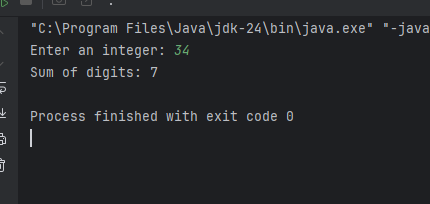 "C:\Program Files\Java\jdk-24\bin\java.exe" "-java
Enter an integer: 34
Sum of digits: 7
Process finished with exit code 0